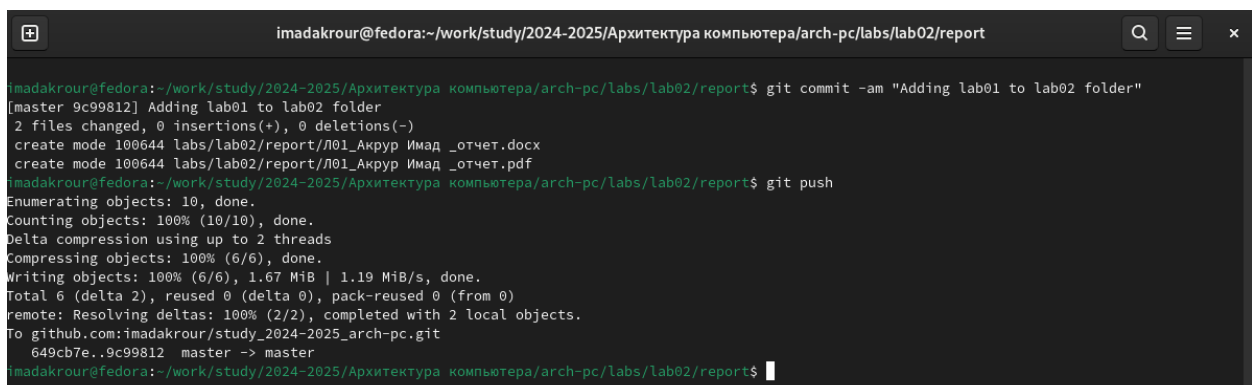 imadakrour@fedora:~/work/study/2024-2025/Архитектура компьютера/arch-pc/labs/lab02/report
imadakrour@fedora:~/work/study/2024-2025/Архитектура компьютера/arch-pc/labs/lab02/report$ git commit -am "Adding lab01 to lab02 folder"
[master 9c99812] Adding lab01 to lab02 folder
 2 files changed, 0 insertions(+), 0 deletions(-)
 create mode 100644 labs/lab02/report/Л01_Акрур Имад _отчет.docx
 create mode 100644 labs/lab02/report/Л01_Акрур Имад _отчет.pdf
imadakrour@fedora:~/work/study/2024-2025/Архитектура компьютера/arch-pc/labs/lab02/report$ git push
Enumerating objects: 10, done.
Counting objects: 100% (10/10), done.
Delta compression using up to 2 threads
Compressing objects: 100% (6/6), done.
Writing objects: 100% (6/6), 1.67 MiB | 1.19 MiB/s, done.
Total 6 (delta 2), reused 0 (delta 0), pack-reused 0 (from 0)
remote: Resolving deltas: 100% (2/2), completed with 2 local objects.
To github.com:imadakrour/study_2024-2025_arch-pc.git
   649cb7e..9c99812  master -> master
imadakrour@fedora:~/work/study/2024-2025/Архитектура компьютера/arch-pc/labs/lab02/report$